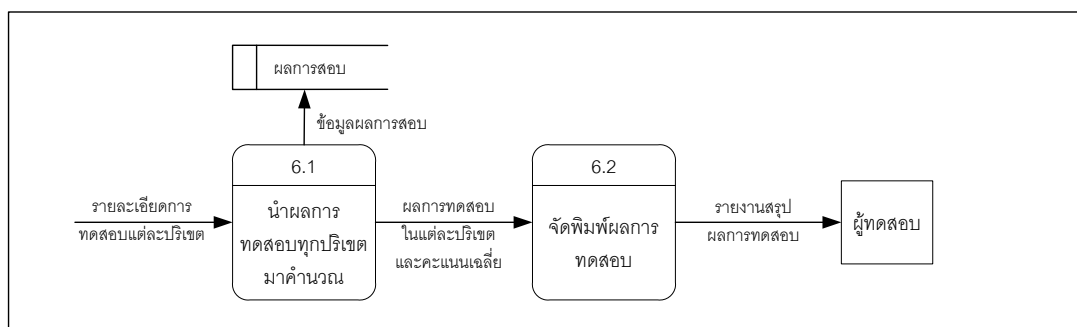 ผลการสอบ
ข้อมูลผลการสอบ
6.1
นำผลการ
ทดสอบทุกปริเขต
มาคำนวณ
6.2
จัดพิมพ์ผลการ
ทดสอบ
รายละเอียดการ
ทดสอบแต่ละปริเขต
ผลการทดสอบ
ในแต่ละปริเขต
และคะแนนเฉลี่ย
รายงานสรุป
ผลการทดสอบ
ผู้ทดสอบ